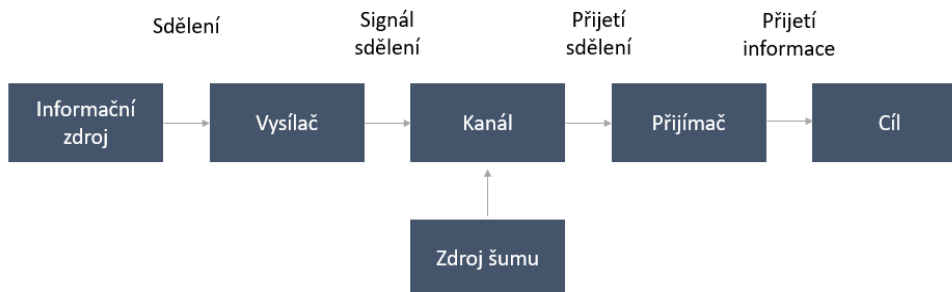 Sdělení
Signál
sdělení
Přijetí
sdělení
Přijetí
informace
Informační
zdroj
Vysílač
Kanál
Přijímač
Cíl
Zdroj šumu